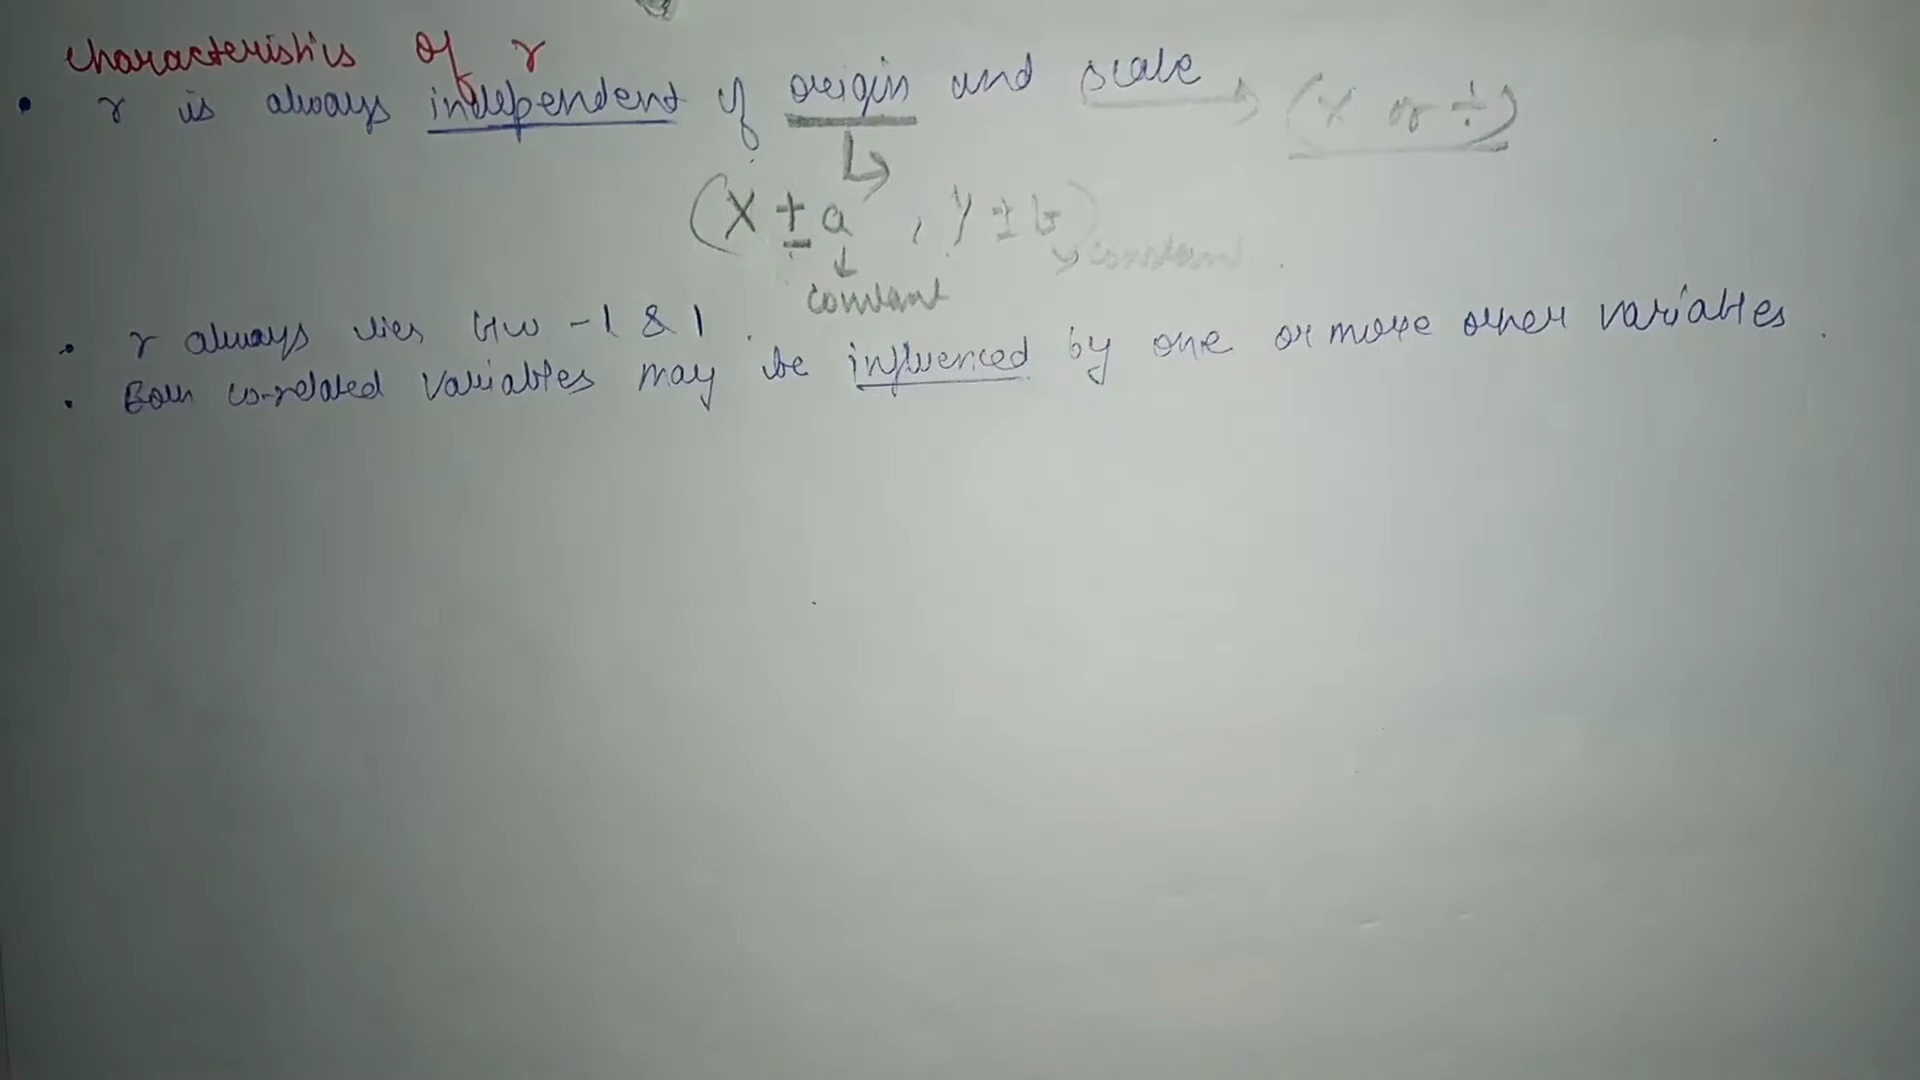 characteristics of r
• r is always independent of origin and scale → (× or ÷)
↳
(X ± a , Y ± b)
↓ ↘ constant
constant
• r always lies b/w -1 & 1.
• Both co-related variables may be influenced by one or more other variables.